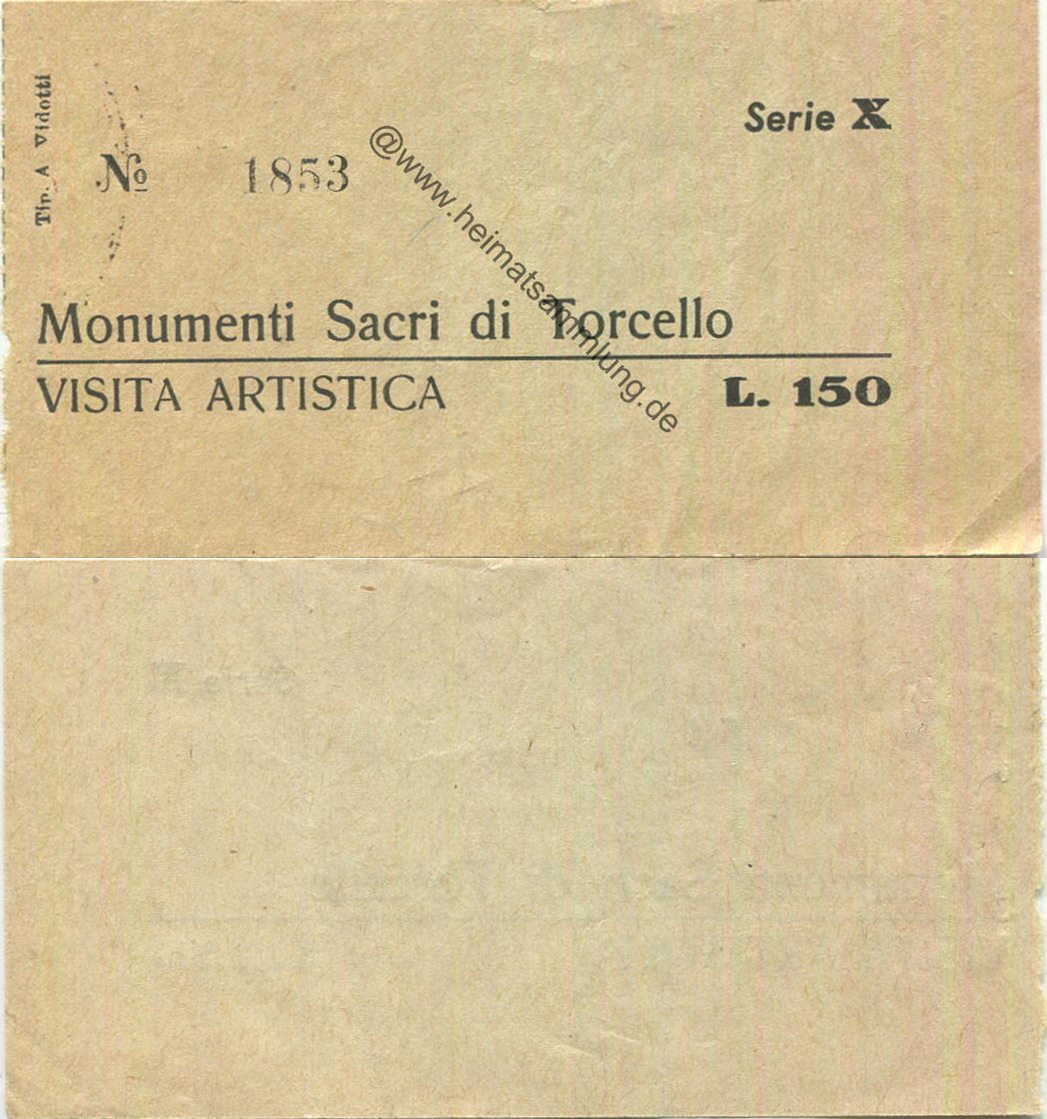 Tip. A Vidotti
Serie X
№ 1853
@www.heimatsammlung.de
Monumenti Sacri di Torcello
VISITA ARTISTICA L. 150